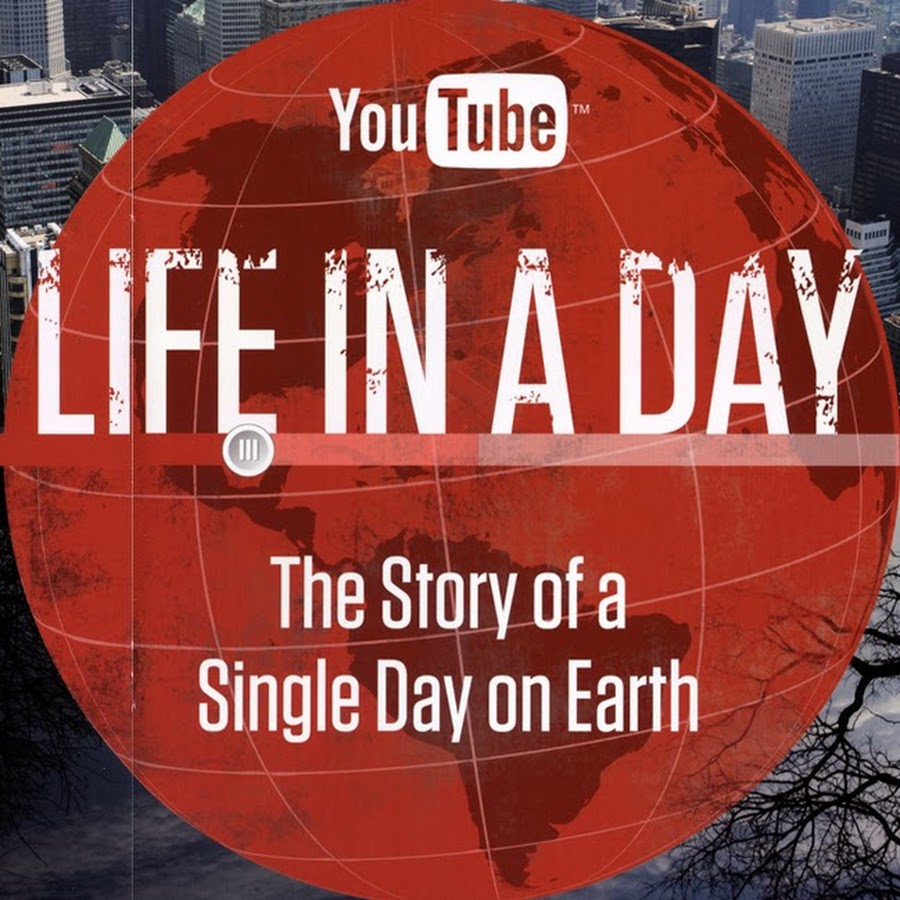 YouTube™
LIFE IN A DAY
The Story of a
Single Day on Earth